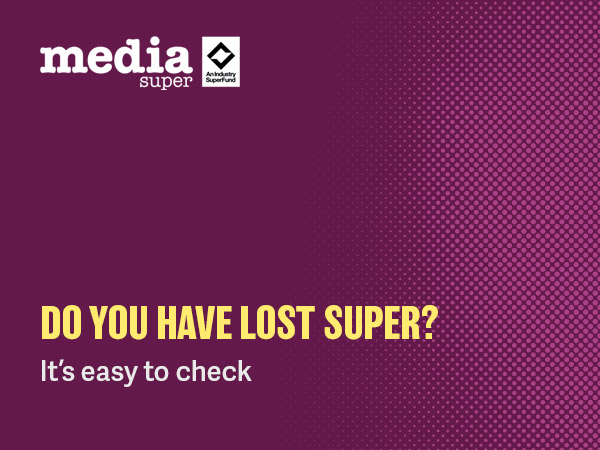 media
super
An Industry
SuperFund
DO YOU HAVE LOST SUPER?
It’s easy to check